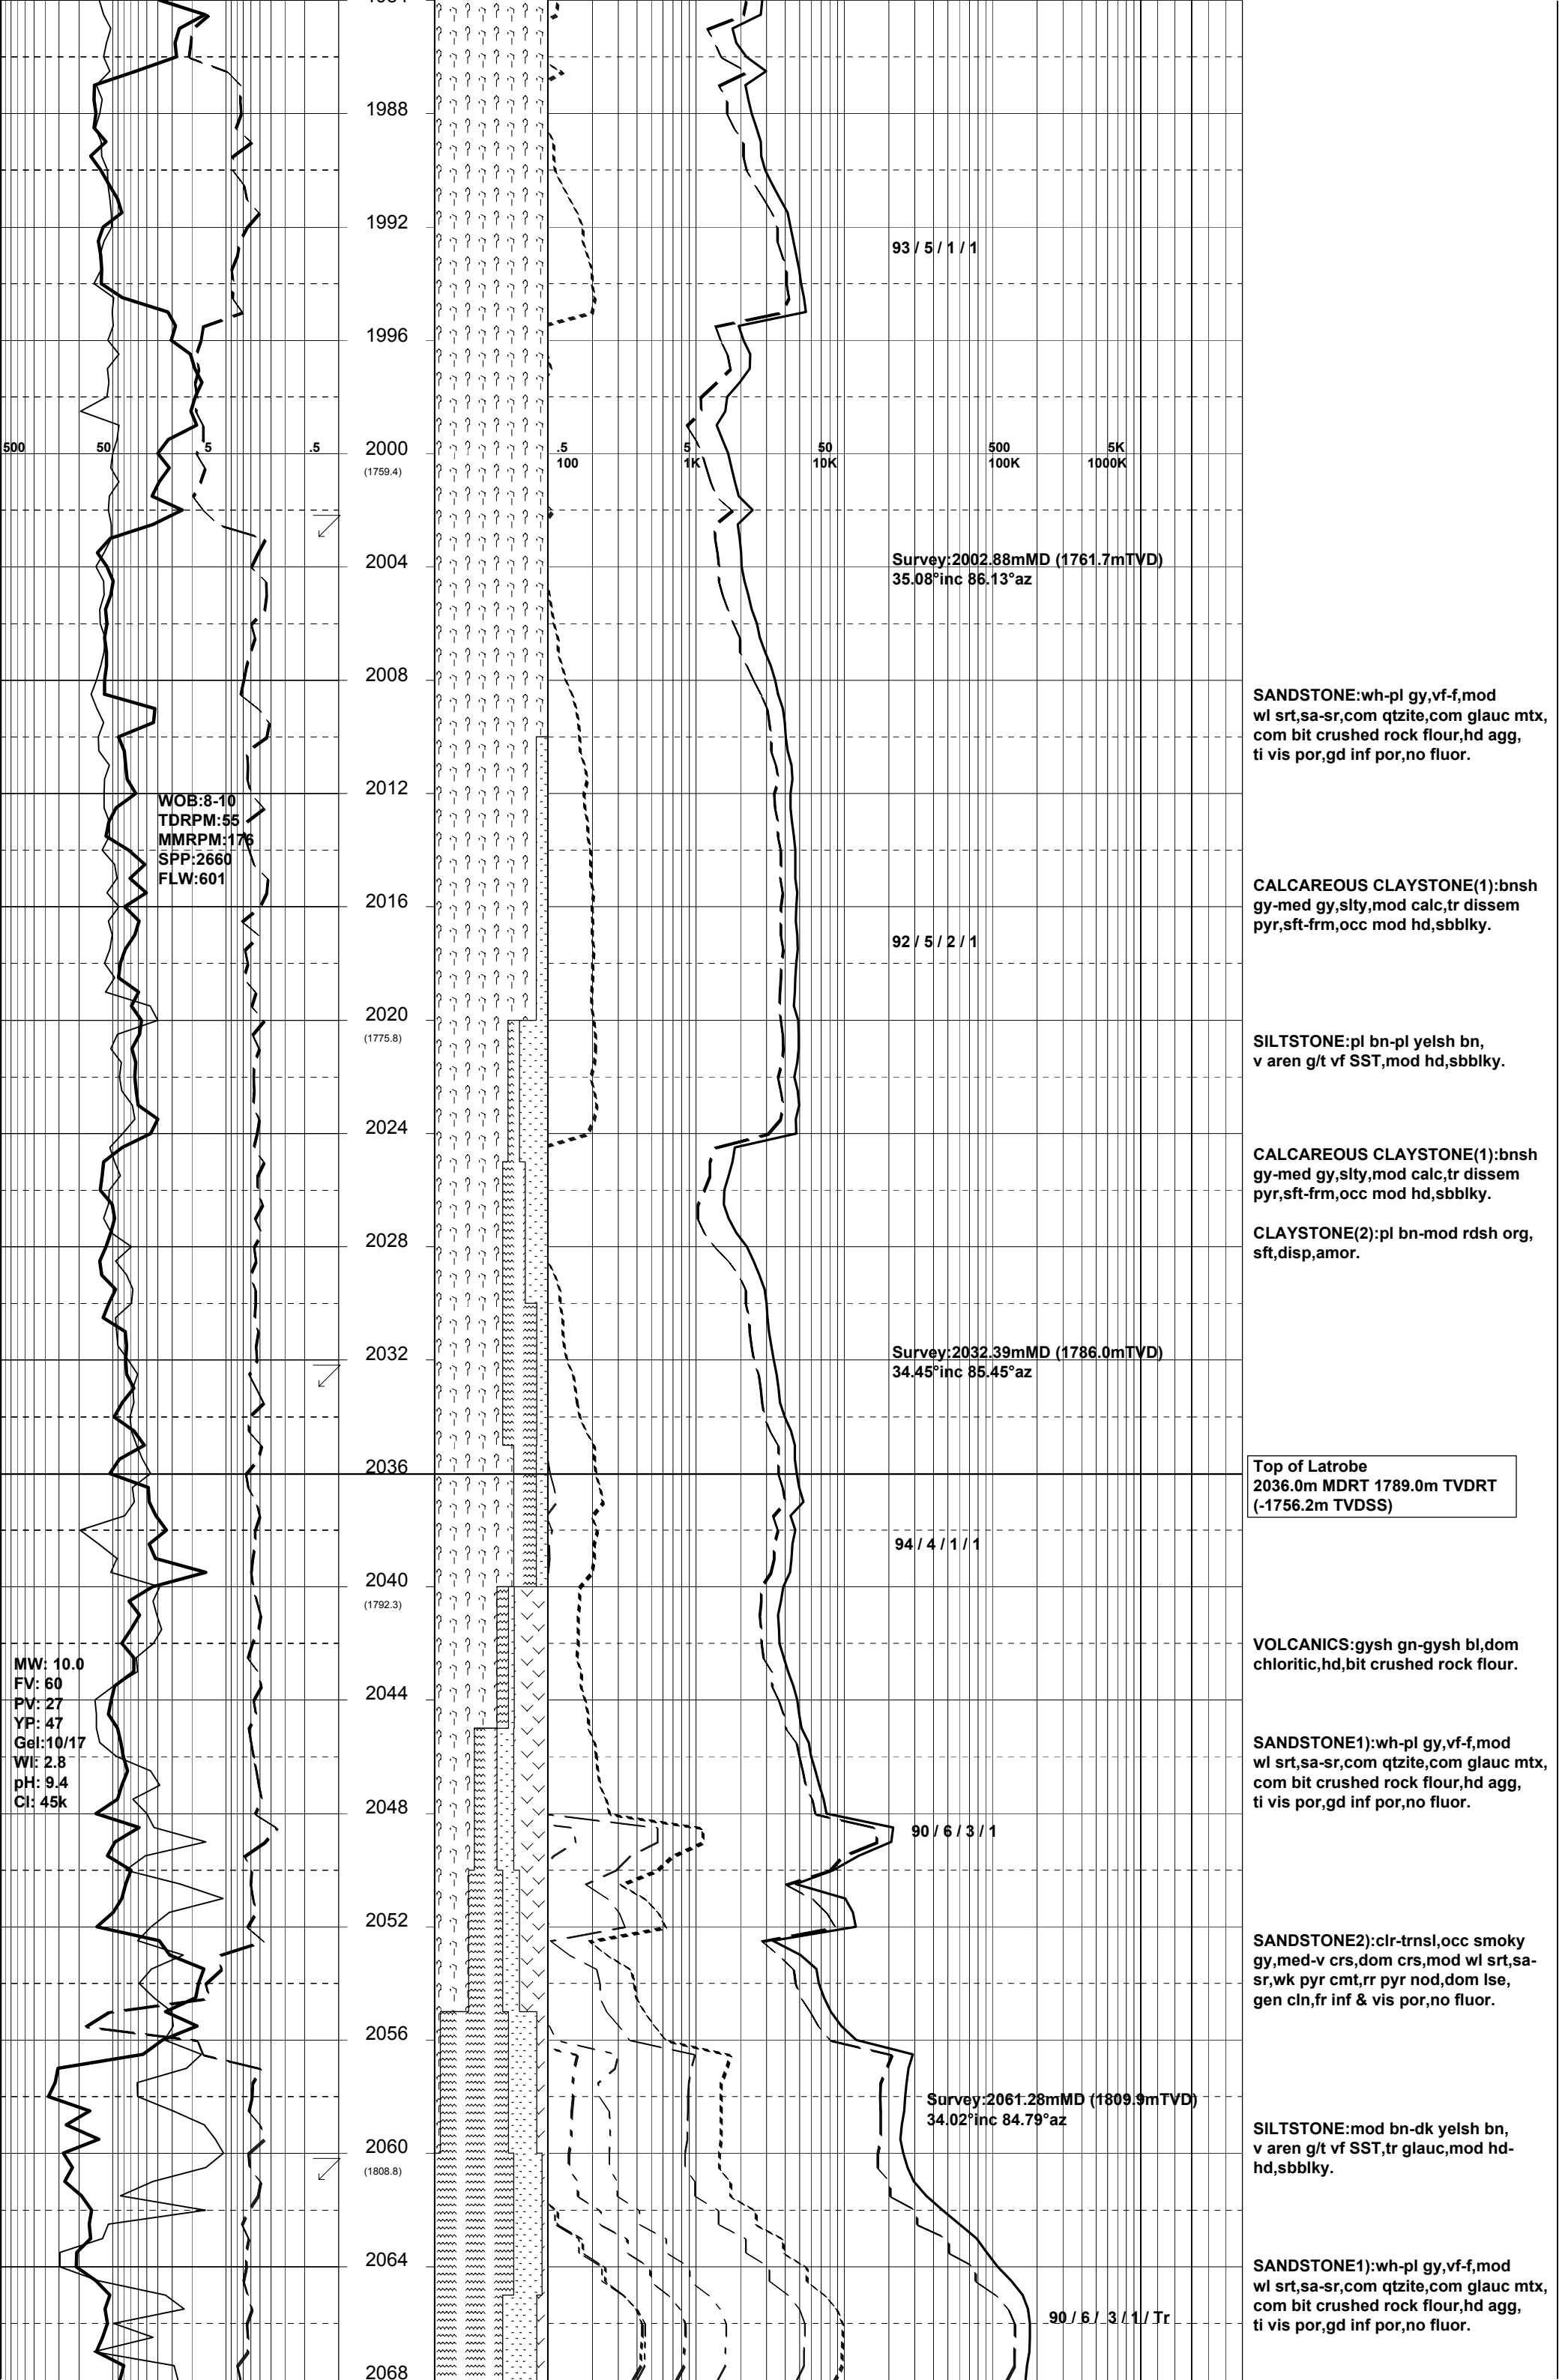 1988
1992
93 / 5 / 1 / 1
1996
500 50 5 .5 2000 .5 5 50 500 5K
(1759.4) 100 1K 10K 100K 1000K
Survey:2002.88mMD (1761.7mTVD)
35.08°inc 86.13°az
2004
2008
SANDSTONE:wh-pl gy,vf-f,mod
wl srt,sa-sr,com qtzite,com glauc mtx,
com bit crushed rock flour,hd agg,
ti vis por,gd inf por,no fluor.
2012
WOB:8-10
TDRPM:55
MMRPM:176
SPP:2660
FLW:601
CALCAREOUS CLAYSTONE(1):bnsh
gy-med gy,slty,mod calc,tr dissem
pyr,sft-frm,occ mod hd,sbblky.
2016
92 / 5 / 2 / 1
2020
(1775.8)
SILTSTONE:pl bn-pl yelsh bn,
v aren g/t vf SST,mod hd,sbblky.
2024
CALCAREOUS CLAYSTONE(1):bnsh
gy-med gy,slty,mod calc,tr dissem
pyr,sft-frm,occ mod hd,sbblky.
CLAYSTONE(2):pl bn-mod rdsh org,
sft,disp,amor.
2028
2032
Survey:2032.39mMD (1786.0mTVD)
34.45°inc 85.45°az
2036
Top of Latrobe
2036.0m MDRT 1789.0m TVDRT
(-1756.2m TVDSS)
94 / 4 / 1 / 1
2040
(1792.3)
VOLCANICS:gysh gn-gysh bl,dom
chloritic,hd,bit crushed rock flour.
MW: 10.0
FV: 60
PV: 27
YP: 47
Gel:10/17
Wl: 2.8
pH: 9.4
Cl: 45k
2044
SANDSTONE1):wh-pl gy,vf-f,mod
wl srt,sa-sr,com qtzite,com glauc mtx,
com bit crushed rock flour,hd agg,
ti vis por,gd inf por,no fluor.
2048
90 / 6 / 3 / 1
2052
SANDSTONE2):clr-trnsl,occ smoky
gy,med-v crs,dom crs,mod wl srt,sa-
sr,wk pyr cmt,rr pyr nod,dom lse,
gen cln,fr inf & vis por,no fluor.
2056
Survey:2061.28mMD (1809.9mTVD)
34.02°inc 84.79°az
SILTSTONE:mod bn-dk yelsh bn,
v aren g/t vf SST,tr glauc,mod hd-
hd,sbblky.
2060
(1808.8)
2064
SANDSTONE1):wh-pl gy,vf-f,mod
wl srt,sa-sr,com qtzite,com glauc mtx,
com bit crushed rock flour,hd agg,
ti vis por,gd inf por,no fluor.
90 / 6 / 3 / 1 / Tr
2068